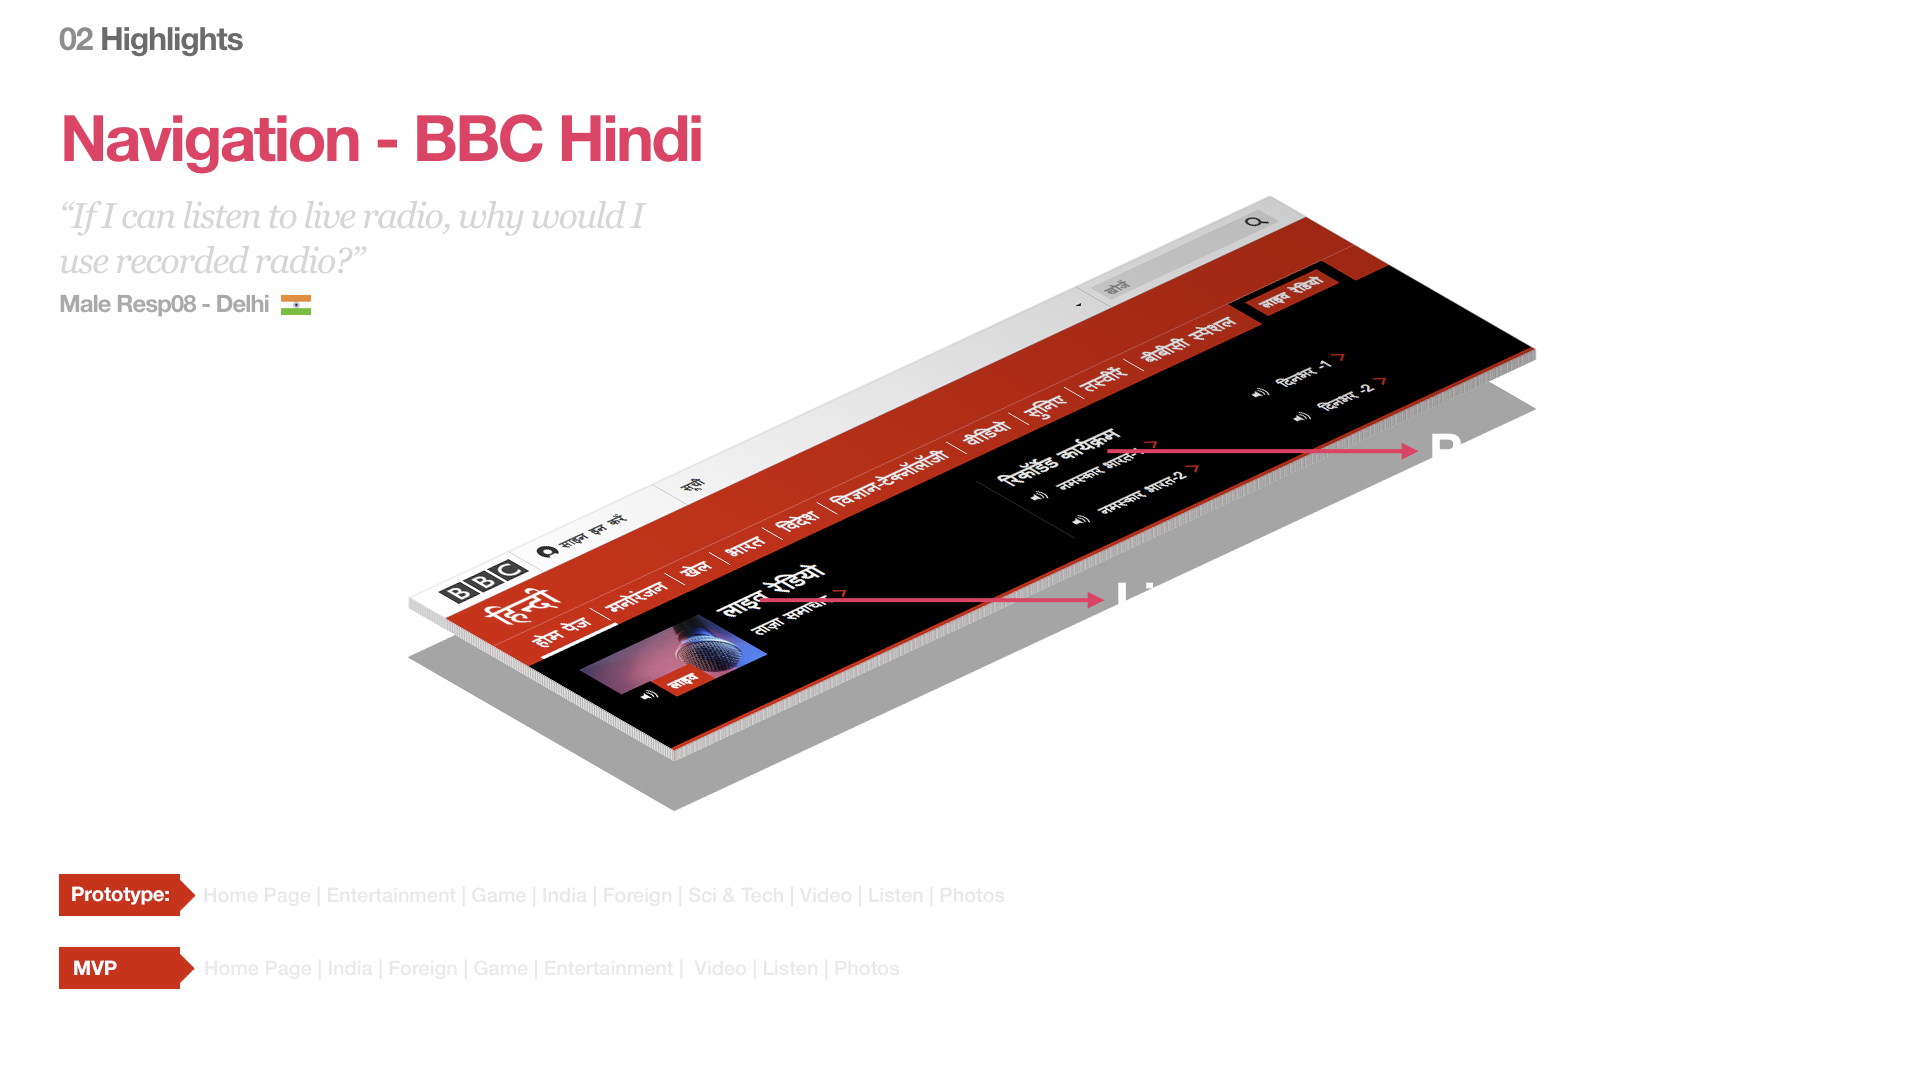 02 Highlights
Navigation - BBC Hindi
“If I can listen to live radio, why would I
use recorded radio?”
Male Resp08 - Delhi
BBC
साइन इन करें
सूची
खोजें
हिन्दी
होम पेज | मनोरंजन | खेल | भारत | विदेश | विज्ञान-टेक्नॉलॉजी | वीडियो | सुनिए | तस्वीरें | बीबीसी स्पेशल
लाइव रेडियो
लाइव रेडियो
ताज़ा समाचार
लाइव
रिकॉर्डेड कार्यक्रम
नमस्कार भारत-1
नमस्कार भारत-2
दिनभर -1
दिनभर -2
Prototype: Home Page | Entertainment | Game | India | Foreign | Sci & Tech | Video | Listen | Photos
MVP Home Page | India | Foreign | Game | Entertainment | Video | Listen | Photos